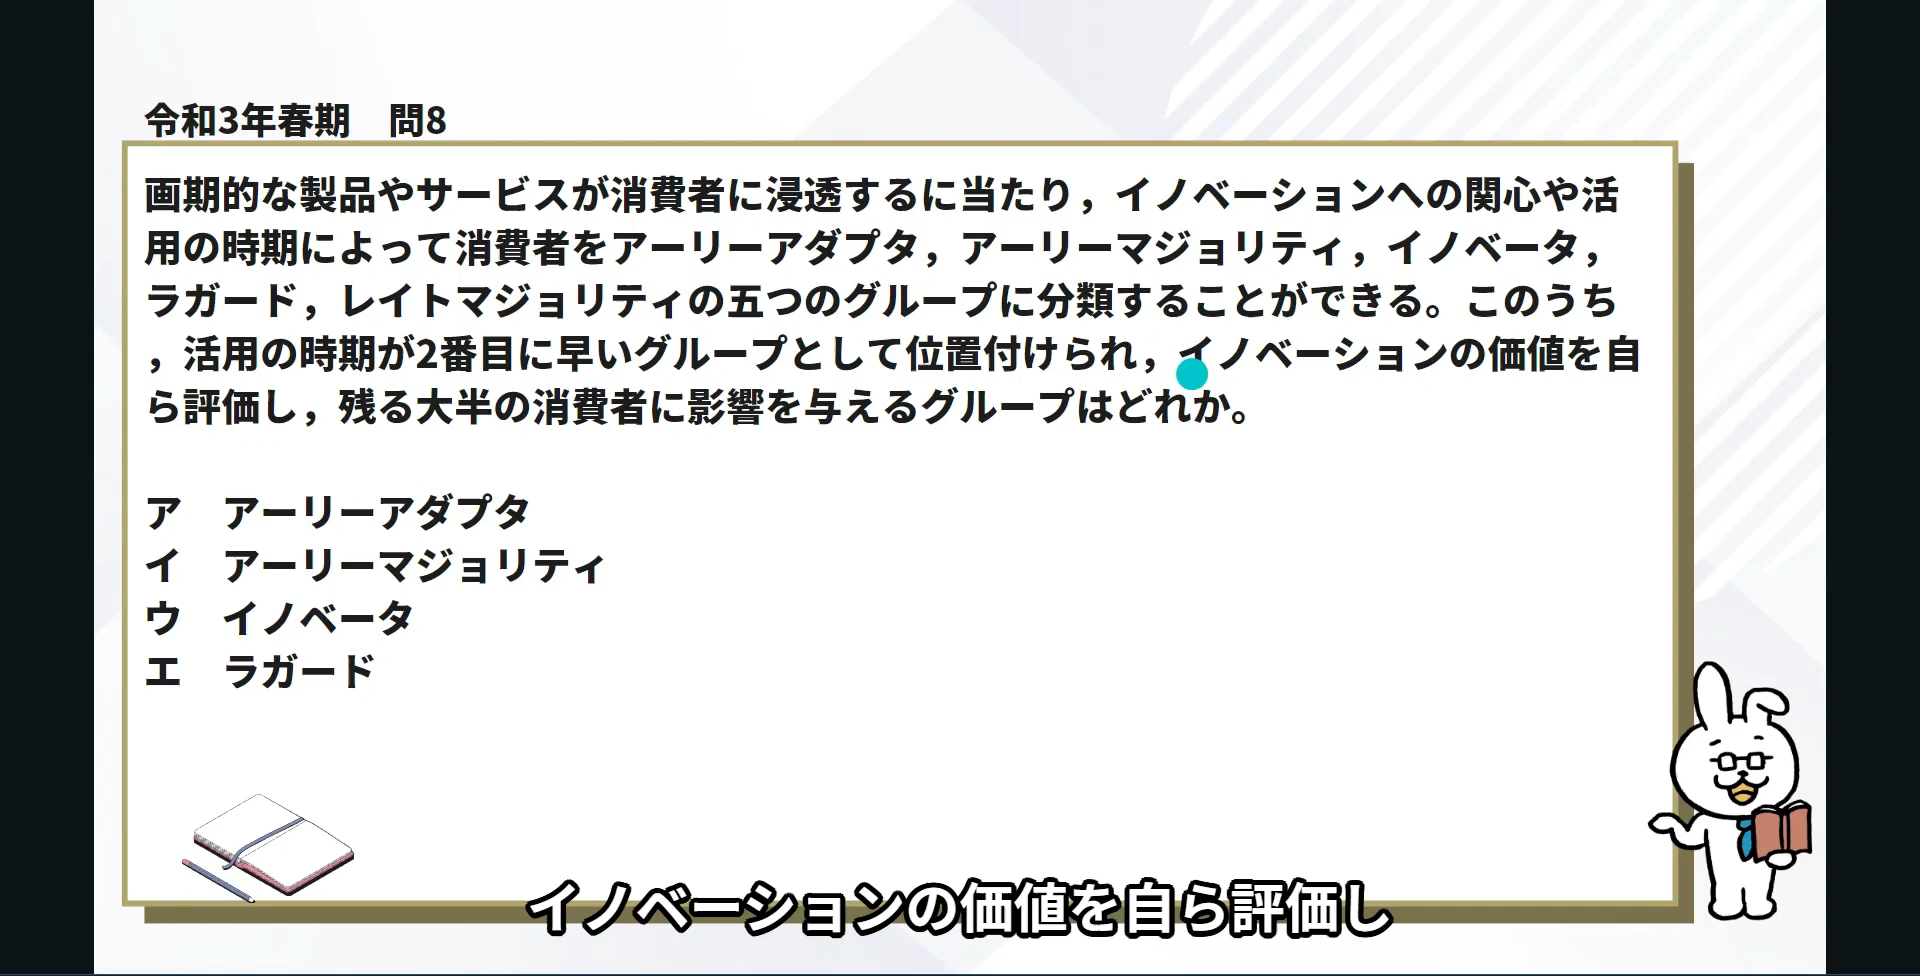 令和3年春期　問8
画期的な製品やサービスが消費者に浸透するに当たり，イノベーションへの関心や活
用の時期によって消費者をアーリーアダプタ，アーリーマジョリティ，イノベータ，
ラガード，レイトマジョリティの五つのグループに分類することができる。このうち
，活用の時期が2番目に早いグループとして位置付けられ，イノベーションの価値を自
ら評価し，残る大半の消費者に影響を与えるグループはどれか。
ア　アーリーアダプタ
イ　アーリーマジョリティ
ウ　イノベータ
エ　ラガード
イノベーションの価値を自ら評価し